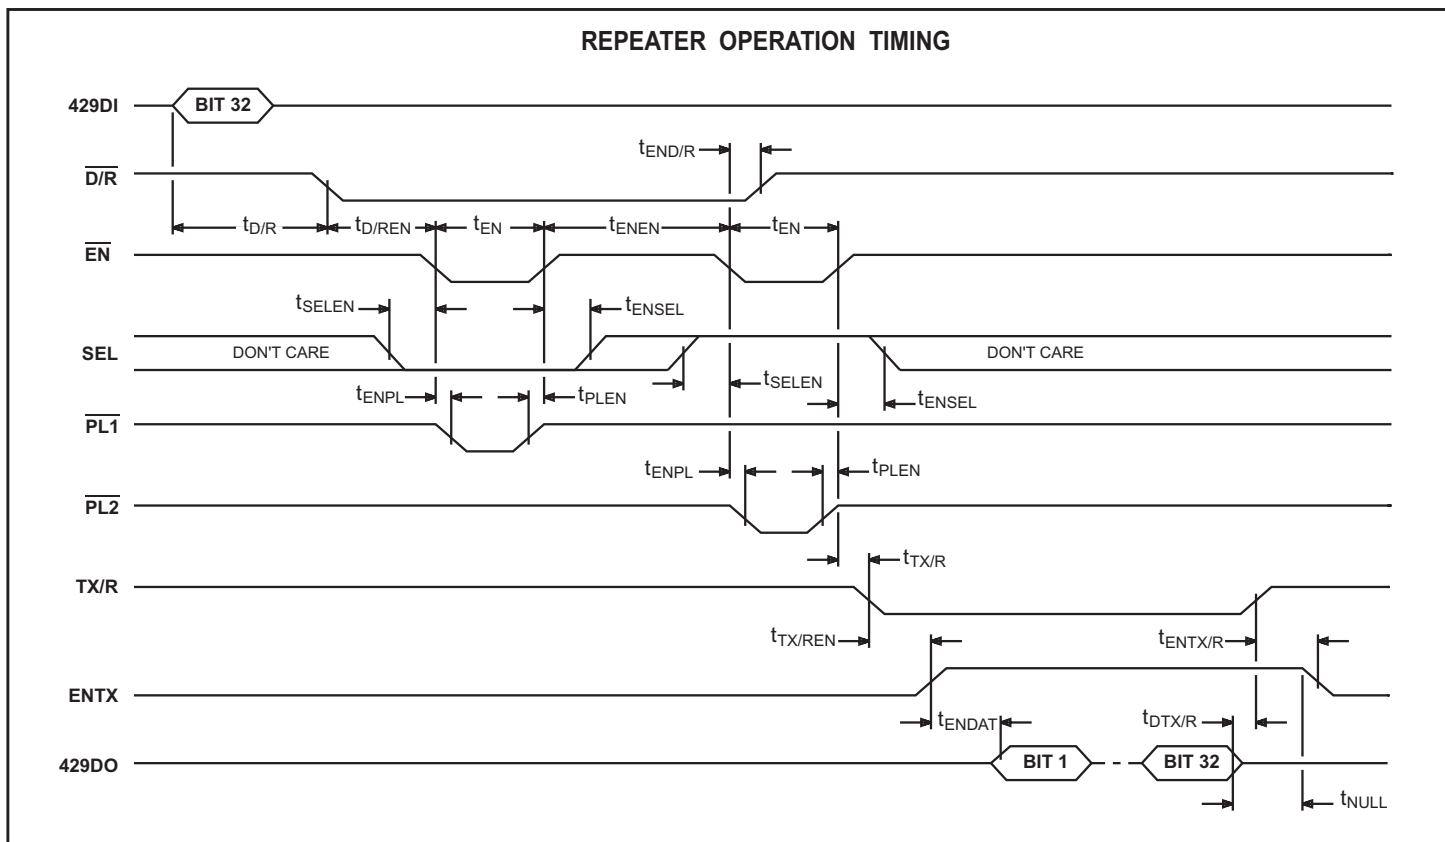 REPEATER OPERATION TIMING
429DI
BIT 32
tEND/R
D/R
tD/R
tD/REN
tEN
tENEN
tEN
EN
tSELEN
tENSEL
SEL
DON'T CARE
DON'T CARE
tSELEN
tENPL
tPLEN
tENSEL
PL1
tENPL
tPLEN
PL2
tTX/R
TX/R
tTX/REN
tENTX/R
ENTX
tENDAT
tDTX/R
429DO
BIT 1
BIT 32
tNULL